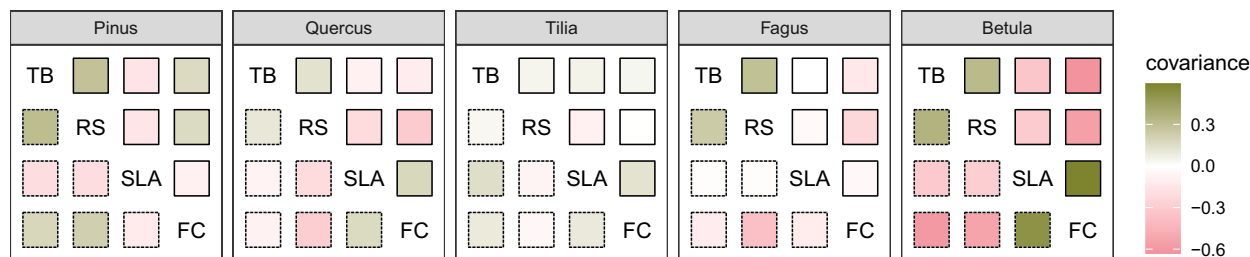 Pinus
TB
RS
SLA
FC
Quercus
TB
RS
SLA
FC
Tilia
TB
RS
SLA
FC
Fagus
TB
RS
SLA
FC
Betula
TB
RS
SLA
FC
covariance
0.3
0.0
−0.3
−0.6